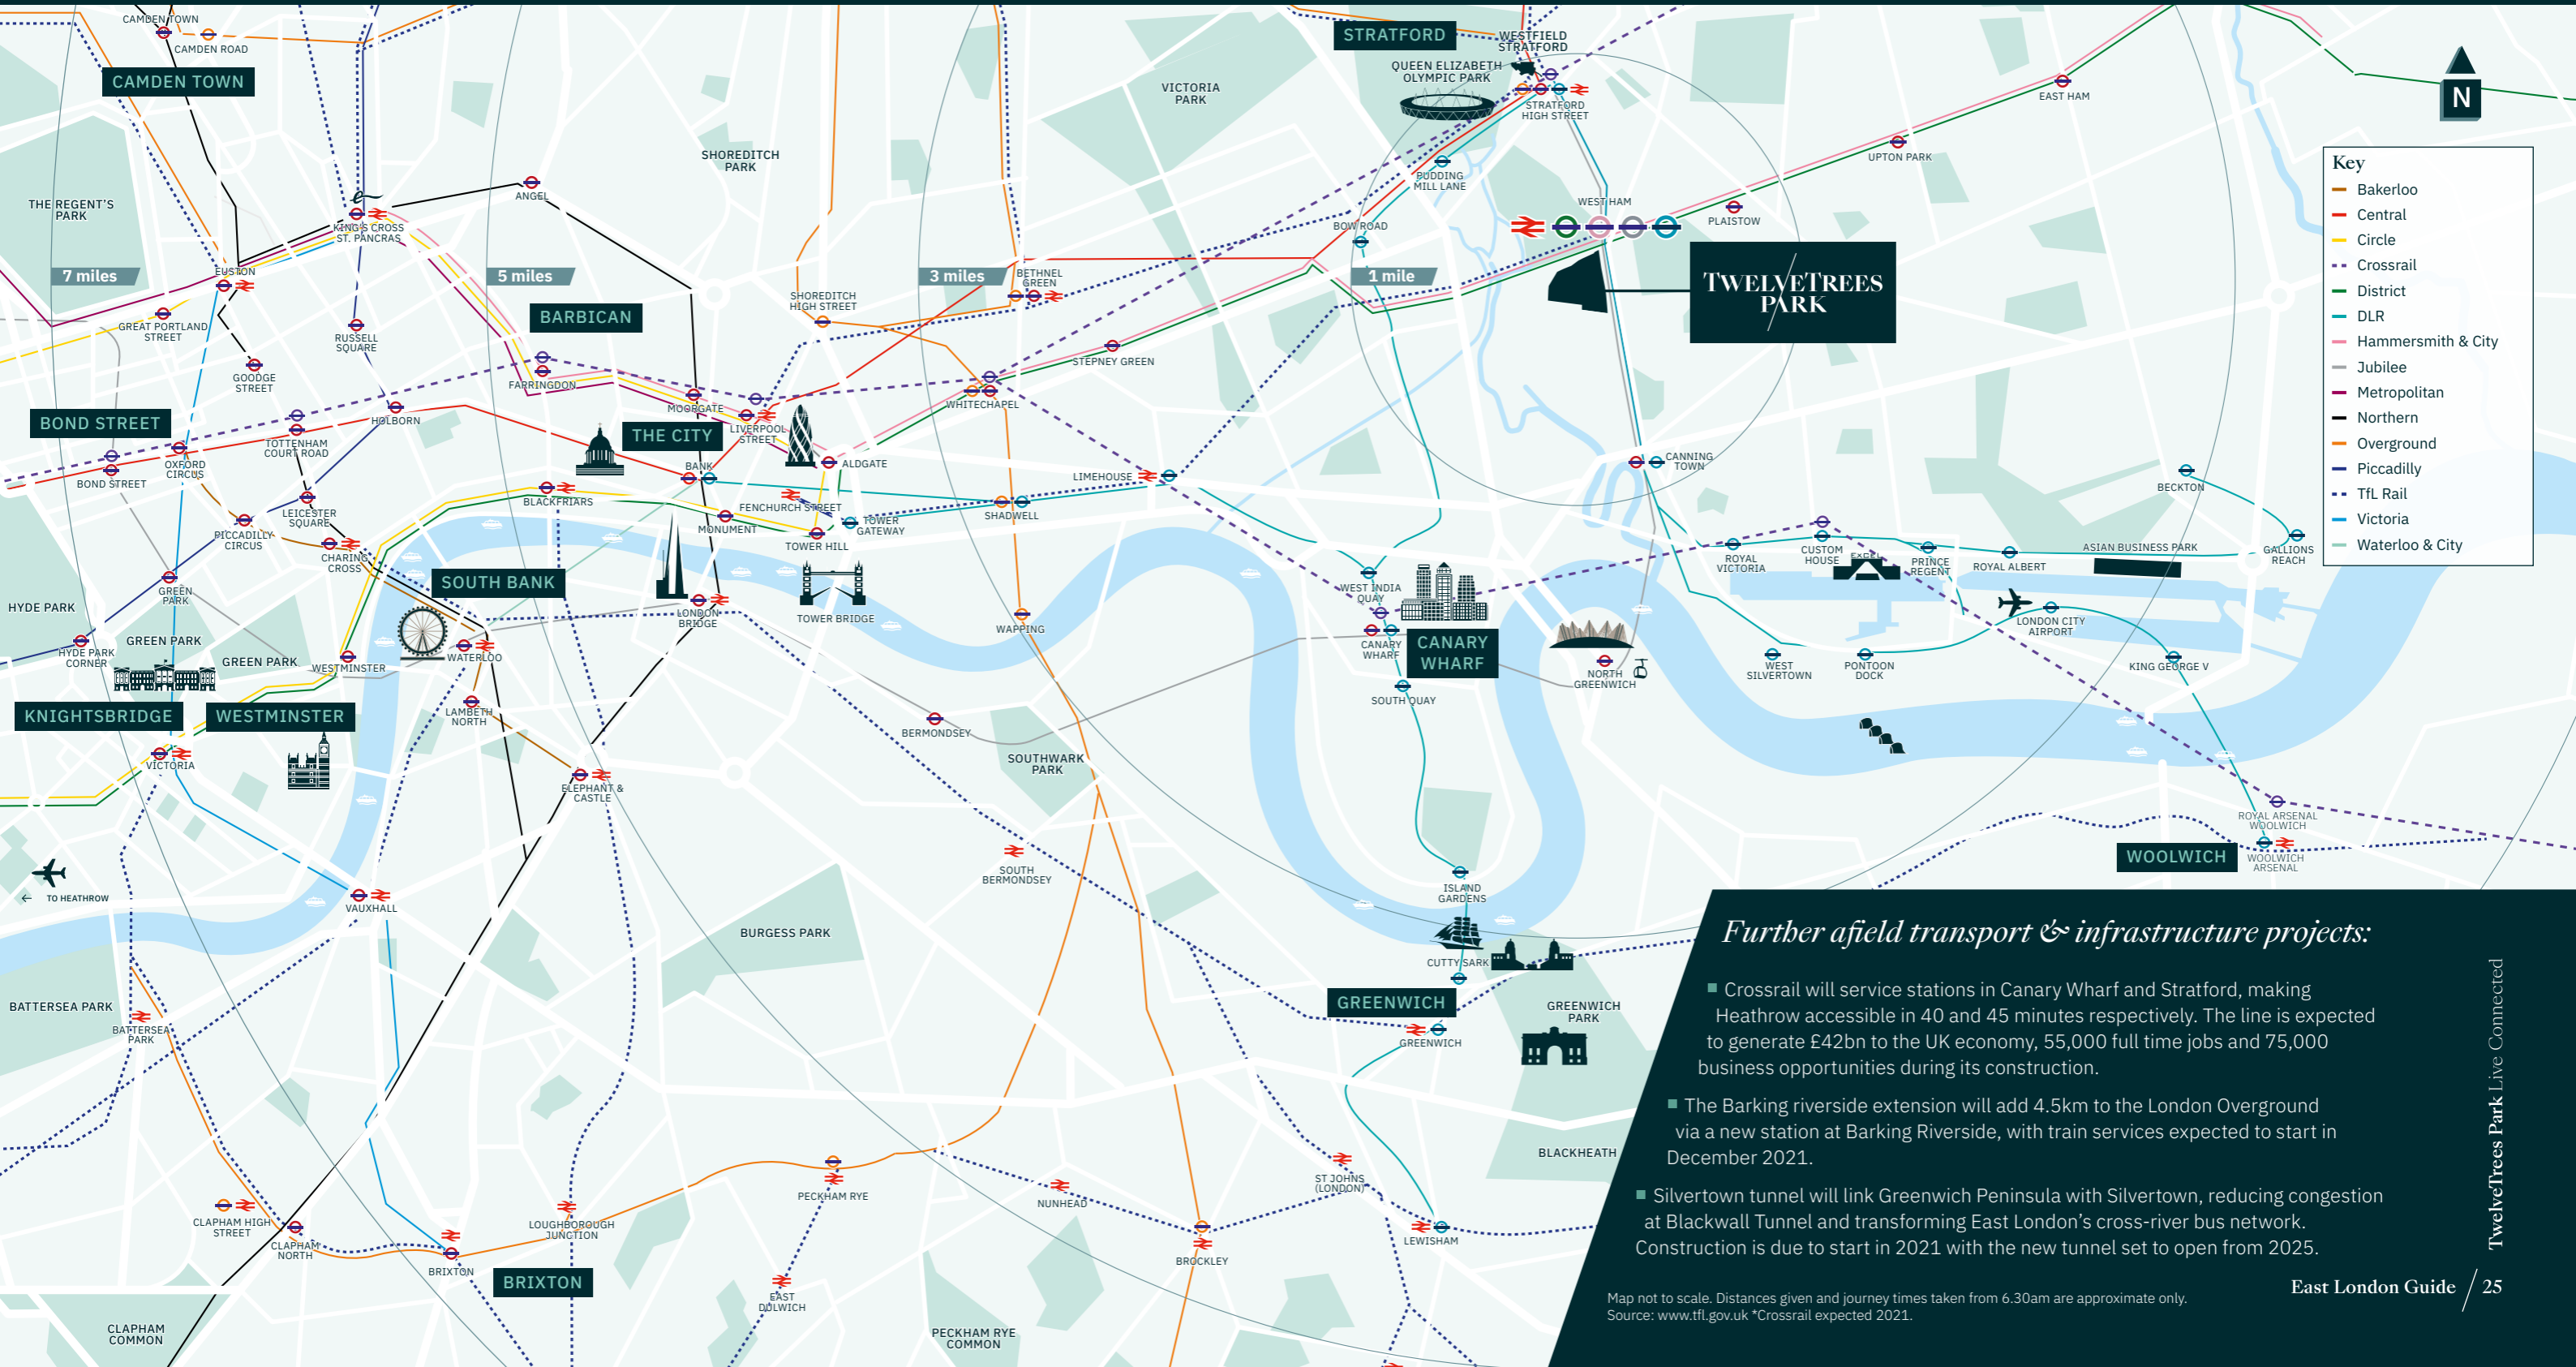 CAMDEN TOWN
CAMDEN ROAD
CAMDEN TOWN
THE REGENT'S
PARK
KING'S CROSS
ST. PANCRAS
ANGEL
EUSTON
7 miles
5 miles
3 miles
1 mile
GREAT PORTLAND
STREET
RUSSELL
SQUARE
GOODGE
STREET
BARBICAN
FARRINGDON
SHOREDITCH
PARK
SHOREDITCH
HIGH STREET
BETHNEL
GREEN
VICTORIA
PARK
STRATFORD
WESTFIELD
STRATFORD
QUEEN ELIZABETH
OLYMPIC PARK
STRATFORD
HIGH STREET
PUDDING
MILL LANE
BOW ROAD
WEST HAM
PLAISTOW
UPTON PARK
EAST HAM
TWELVETREES
PARK
STEPNEY GREEN
WHITECHAPEL
N
Key
Bakerloo
Central
Circle
Crossrail
District
DLR
Hammersmith & City
Jubilee
Metropolitan
Northern
Overground
Piccadilly
TfL Rail
Victoria
Waterloo & City
BOND STREET
BOND STREET
OXFORD
CIRCUS
TOTTENHAM
COURT ROAD
HOLBORN
MOORGATE
LIVERPOOL
STREET
THE CITY
BANK
ALDGATE
LEICESTER
SQUARE
PICCADILLY
CIRCUS
CHARING
CROSS
BLACKFRIARS
MONUMENT
FENCHURCH STREET
TOWER HILL
TOWER
GATEWAY
SHADWELL
LIMEHOUSE
CANNING
TOWN
ROYAL
VICTORIA
CUSTOM
HOUSE
EXCEL
PRINCE
REGENT
ROYAL ALBERT
ASIAN BUSINESS PARK
BECKTON
GALLIONS
REACH
HYDE PARK
GREEN
PARK
HYDE PARK
CORNER
GREEN PARK
GREEN PARK
WESTMINSTER
SOUTH BANK
WATERLOO
LAMBETH
NORTH
LONDON
BRIDGE
TOWER BRIDGE
WAPPING
WEST INDIA
QUAY
CANARY
WHARF
CANARY
WHARF
SOUTH QUAY
NORTH
GREENWICH
WEST
SILVERTOWN
PONTOON
DOCK
LONDON CITY
AIRPORT
KING GEORGE V
KNIGHTSBRIDGE
WESTMINSTER
VICTORIA
ELEPHANT &
CASTLE
BERMONDSEY
SOUTHWARK
PARK
SOUTH
BERMONDSEY
ROYAL ARSENAL
WOOLWICH
WOOLWICH
WOOLWICH
ARSENAL
TO HEATHROW
VAUXHALL
BURGESS PARK
ISLAND
GARDENS
CUTTY SARK
GREENWICH
GREENWICH
GREENWICH
PARK
BATTERSEA PARK
BATTERSEA
PARK
BLACKHEATH
CLAPHAM HIGH
STREET
CLAPHAM
NORTH
BRIXTON
BRIXTON
LOUGHBOROUGH
JUNCTION
PECKHAM RYE
EAST
DULWICH
NUNHEAD
BROCKLEY
ST JOHNS
(LONDON)
LEWISHAM
CLAPHAM
COMMON
PECKHAM RYE
COMMON
Further afield transport & infrastructure projects:
Crossrail will service stations in Canary Wharf and Stratford, making
Heathrow accessible in 40 and 45 minutes respectively. The line is expected
to generate £42bn to the UK economy, 55,000 full time jobs and 75,000
business opportunities during its construction.
The Barking riverside extension will add 4.5km to the London Overground
via a new station at Barking Riverside, with train services expected to start in
December 2021.
Silvertown tunnel will link Greenwich Peninsula with Silvertown, reducing congestion
at Blackwall Tunnel and transforming East London's cross-river bus network.
Construction is due to start in 2021 with the new tunnel set to open from 2025.
Map not to scale. Distances given and journey times taken from 6.30am are approximate only.
Source: www.tfl.gov.uk *Crossrail expected 2021.
TwelveTrees Park Live Connected
East London Guide / 25